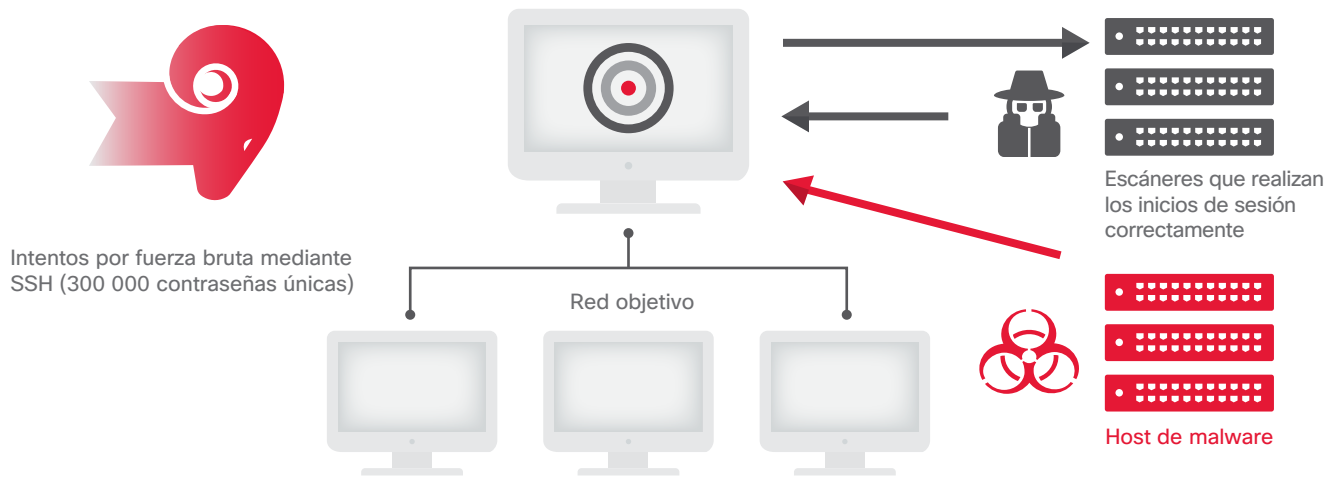 Intentos por fuerza bruta mediante
SSH (300 000 contraseñas únicas)
Red objetivo
Escáneres que realizan
los inicios de sesión
correctamente
Host de malware